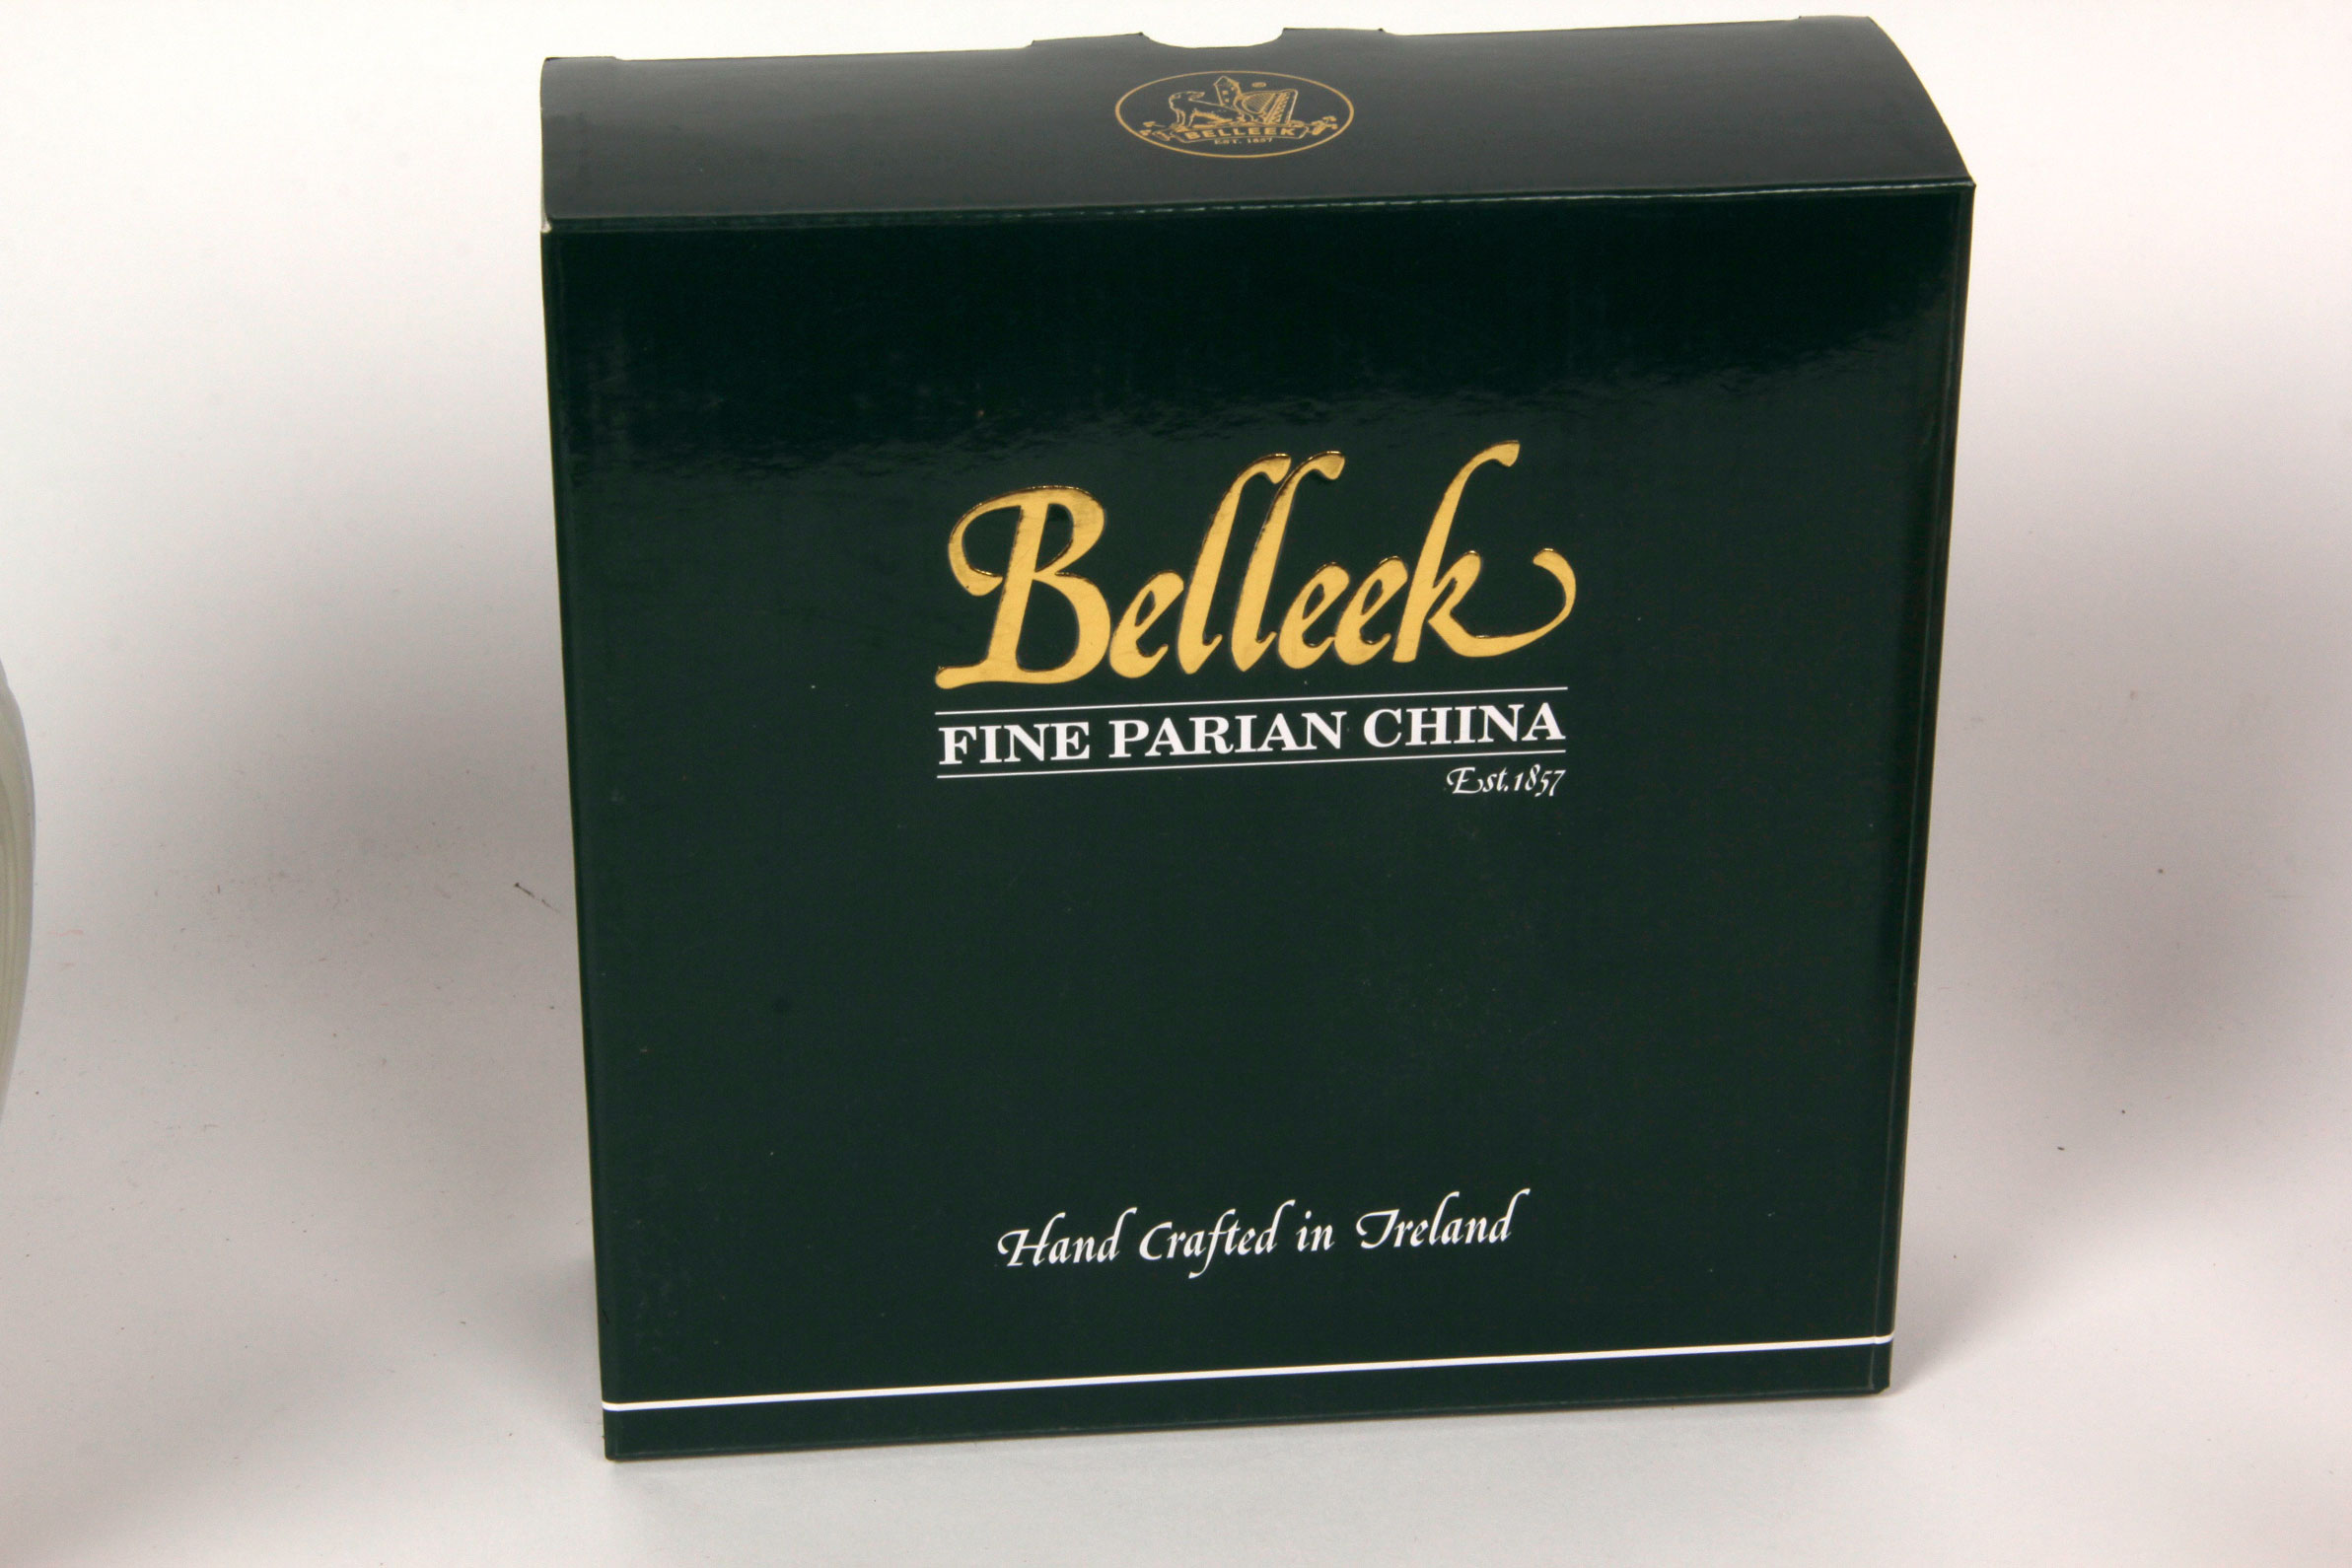 BELLEEK
EST. 1857
Belleek
FINE PARIAN CHINA
Est.1857
Hand Crafted in Ireland